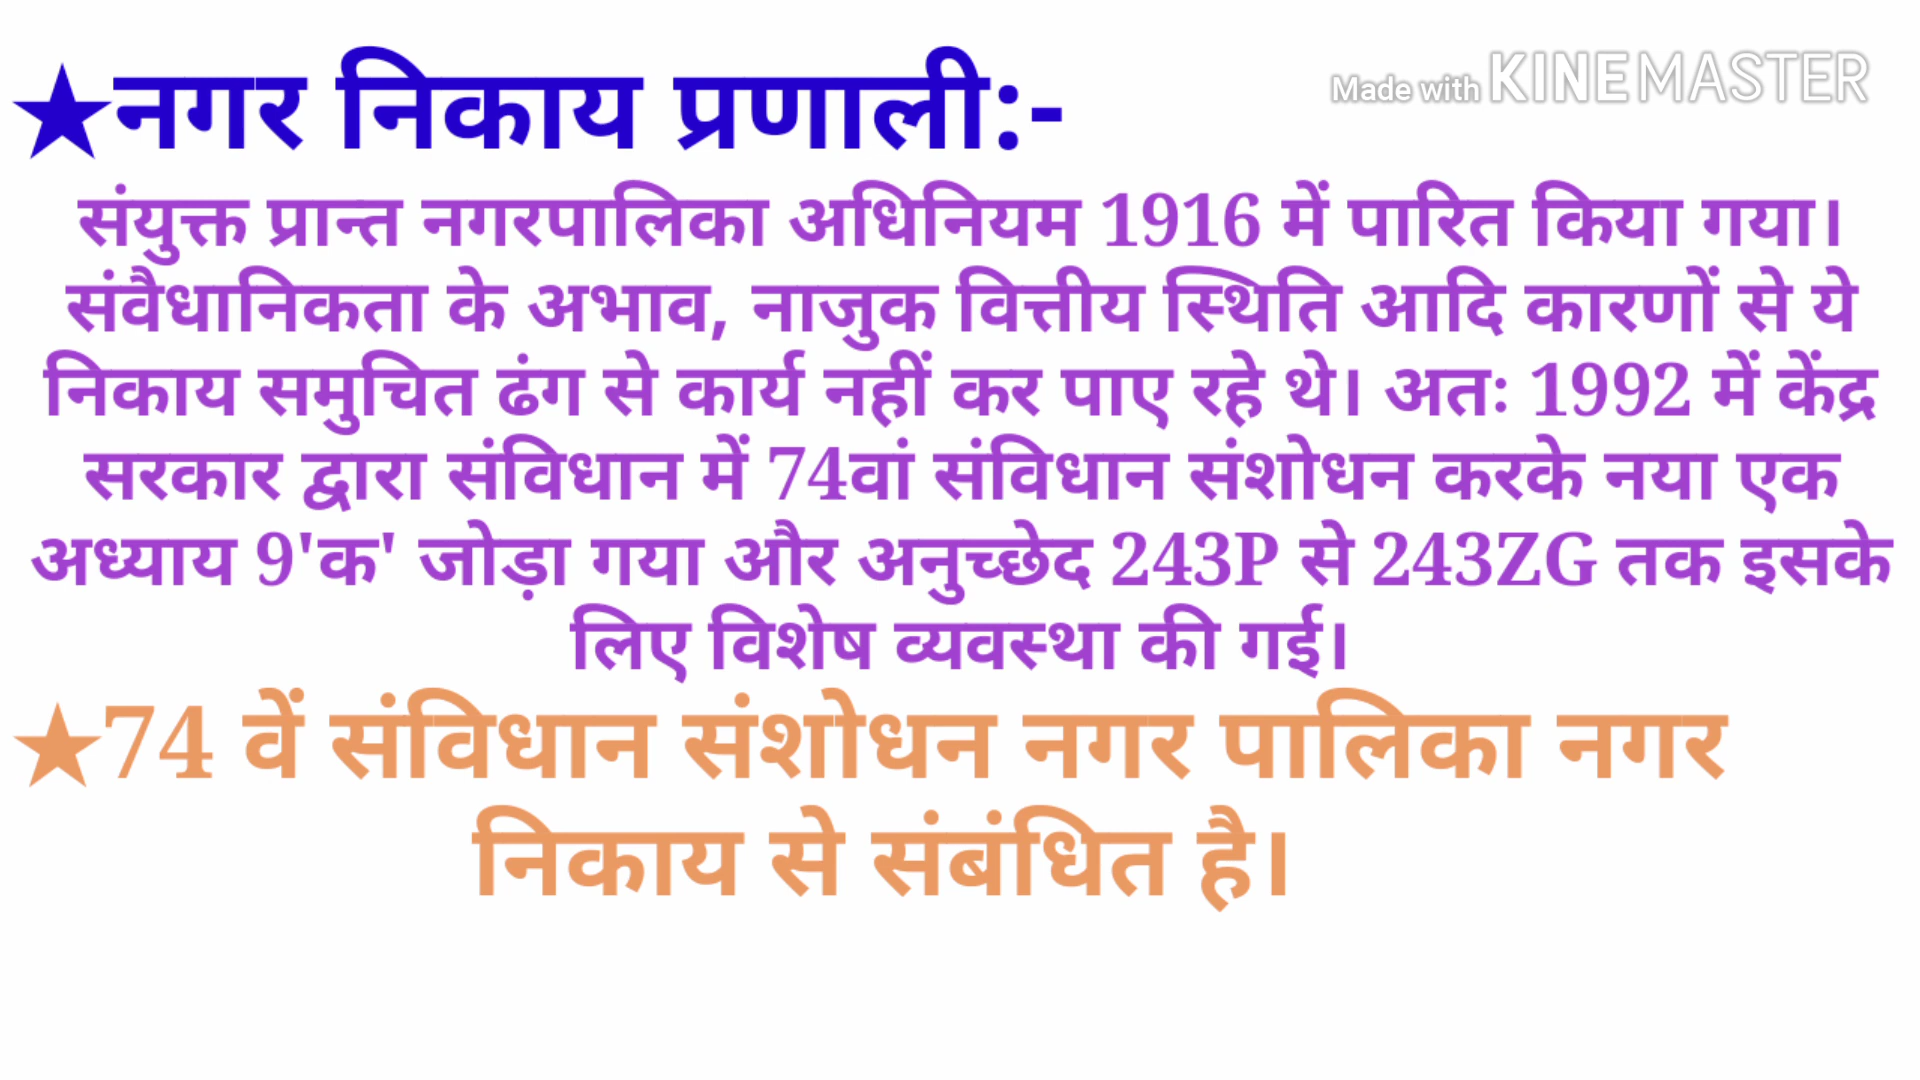 ★नगर निकाय प्रणाली:-
Made with KINEMASTER
संयुक्त प्रान्त नगरपालिका अधिनियम 1916 में पारित किया गया।
संवैधानिकता के अभाव, नाजुक वित्तीय स्थिति आदि कारणों से ये
निकाय समुचित ढंग से कार्य नहीं कर पाए रहे थे। अतः 1992 में केंद्र
सरकार द्वारा संविधान में 74वां संविधान संशोधन करके नया एक
अध्याय 9'क' जोड़ा गया और अनुच्छेद 243P से 243ZG तक इसके
लिए विशेष व्यवस्था की गई।
★74 वें संविधान संशोधन नगर पालिका नगर
निकाय से संबंधित है।